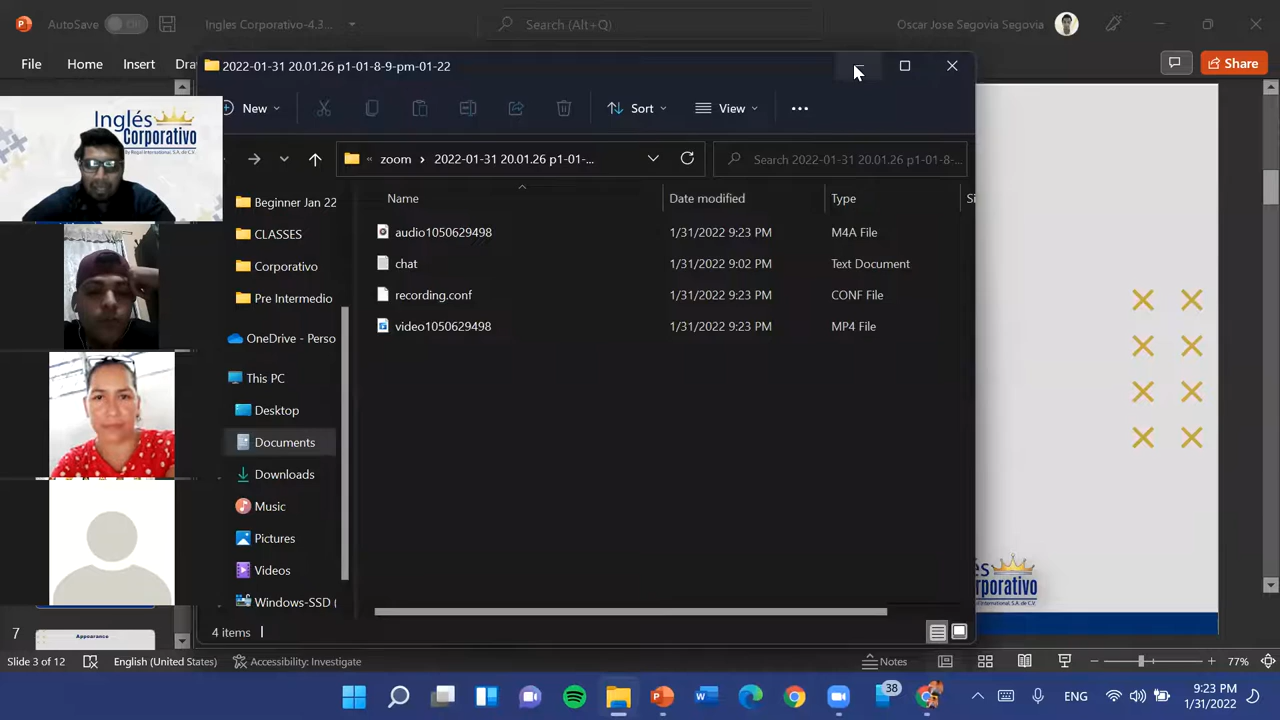 AutoSave Off
Inglés Corporativo-4.3...
Search (Alt+Q)
Oscar Jose Segovia Segovia
File Home Insert
Share
2022-01-31 20.01.26 p1-01-8-9-pm-01-22
New
Sort
View
« zoom > 2022-01-31 20.01.26 p1-01-...
Search 2022-01-31 20.01.26 p1-01-8-...
Inglés
Corporativo
Name Date modified Type
audio1050629498 1/31/2022 9:23 PM M4A File
chat 1/31/2022 9:02 PM Text Document
recording.conf 1/31/2022 9:23 PM CONF File
video1050629498 1/31/2022 9:23 PM MP4 File
Beginner Jan 22
CLASSES
Corporativo
Pre Intermedio
OneDrive - Perso
This PC
Desktop
Documents
Downloads
Music
Pictures
Videos
Windows-SSD (
4 items
7
Appearance
Slide 3 of 12
English (United States)
Accessibility: Investigate
Notes
77%
38
ENG
9:23 PM
1/31/2022